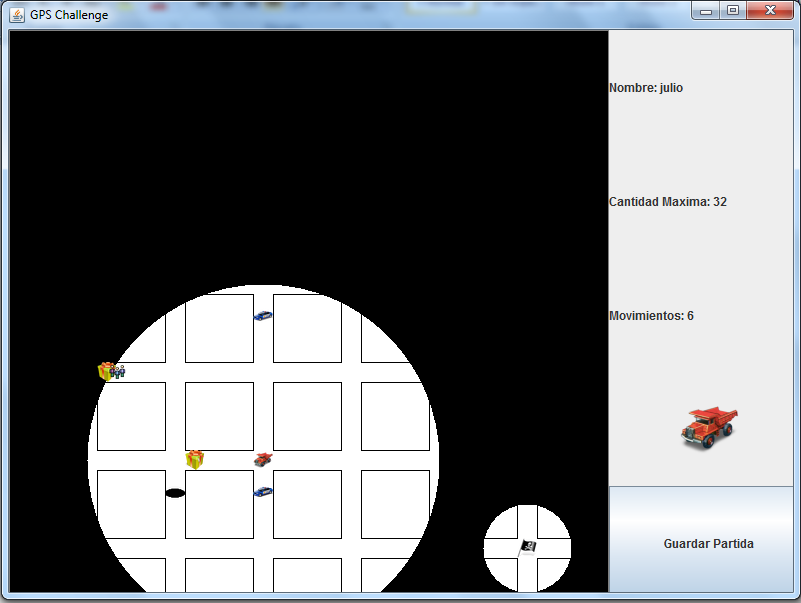 GPS Challenge
Nombre: julio
Cantidad Maxima: 32
Movimientos: 6
Guardar Partida